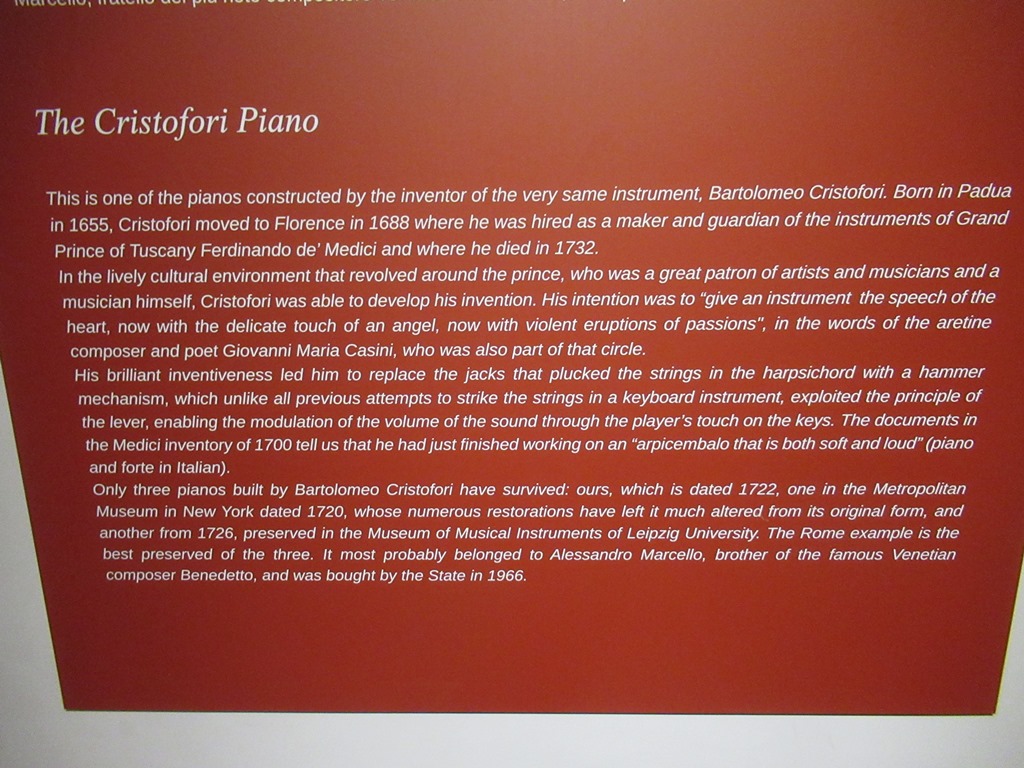 The Cristofori Piano
This is one of the pianos constructed by the inventor of the very same instrument, Bartolomeo Cristofori. Born in Padua
in 1655, Cristofori moved to Florence in 1688 where he was hired as a maker and guardian of the instruments of Grand
Prince of Tuscany Ferdinando de' Medici and where he died in 1732.
In the lively cultural environment that revolved around the prince, who was a great patron of artists and musicians and a
musician himself, Cristofori was able to develop his invention. His intention was to "give an instrument the speech of the
heart, now with the delicate touch of an angel, now with violent eruptions of passions", in the words of the aretine
composer and poet Giovanni Maria Casini, who was also part of that circle.
His brilliant inventiveness led him to replace the jacks that plucked the strings in the harpsichord with a hammer
mechanism, which unlike all previous attempts to strike the strings in a keyboard instrument, exploited the principle of
the lever, enabling the modulation of the volume of the sound through the player's touch on the keys. The documents in
the Medici inventory of 1700 tell us that he had just finished working on an "arpicembalo that is both soft and loud" (piano
and forte in Italian).
Only three pianos built by Bartolomeo Cristofori have survived: ours, which is dated 1722, one in the Metropolitan
Museum in New York dated 1720, whose numerous restorations have left it much altered from its original form, and
another from 1726, preserved in the Museum of Musical Instruments of Leipzig University. The Rome example is the
best preserved of the three. It most probably belonged to Alessandro Marcello, brother of the famous Venetian
composer Benedetto, and was bought by the State in 1966.